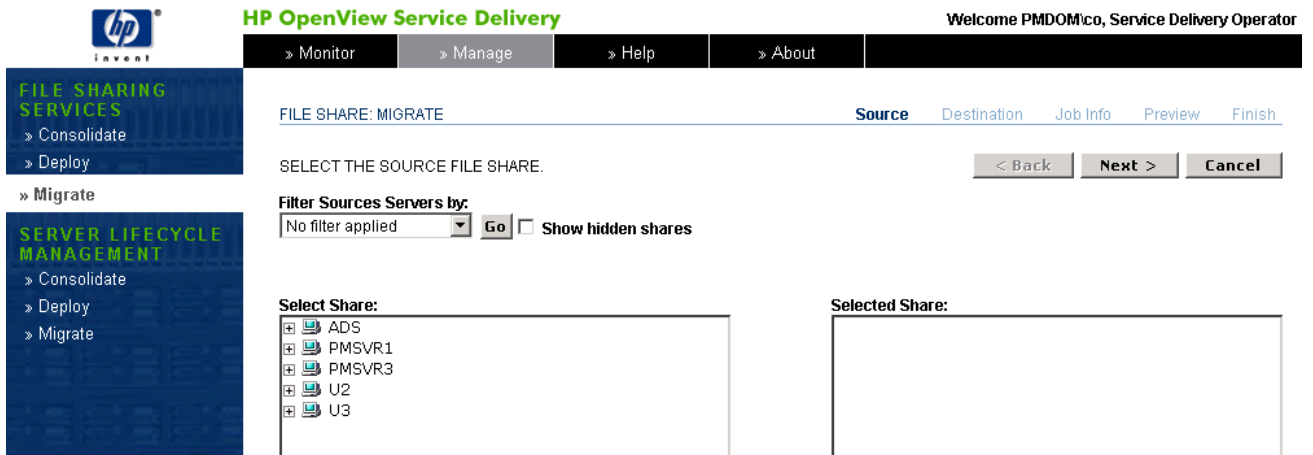 hp
invent
HP OpenView Service Delivery
Welcome PMDOM\co, Service Delivery Operator
» Monitor » Manage » Help » About
FILE SHARING
SERVICES
» Consolidate
» Deploy
» Migrate
SERVER LIFECYCLE
MANAGEMENT
» Consolidate
» Deploy
» Migrate
FILE SHARE: MIGRATE
Source Destination Job Info Preview Finish
SELECT THE SOURCE FILE SHARE.
< Back Next > Cancel
Filter Sources Servers by:
No filter applied Go Show hidden shares
Select Share:
ADS
PMSVR1
PMSVR3
U2
U3
Selected Share: